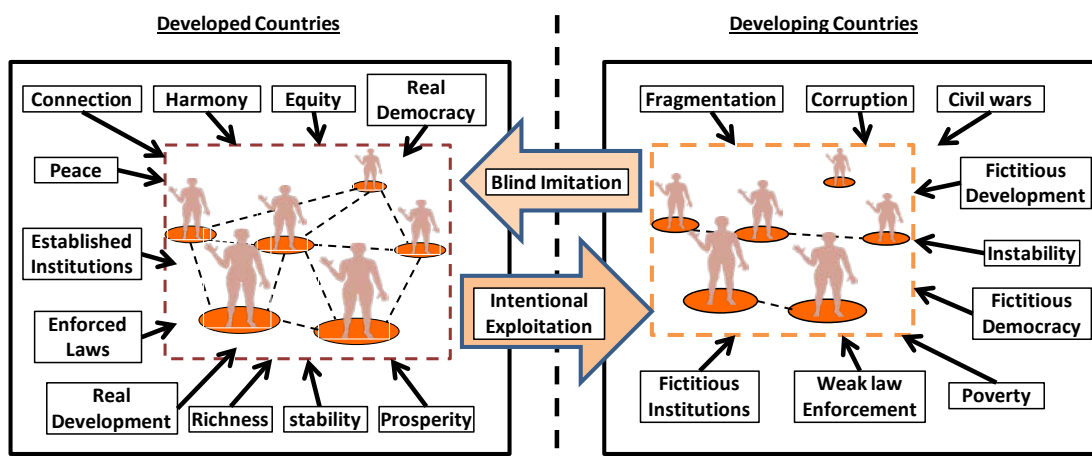 Developed Countries
Developing Countries
Connection
Harmony
Equity
Real
Democracy
Peace
Established
Institutions
Enforced
Laws
Real
Development
Richness
stability
Prosperity
Blind Imitation
Intentional
Exploitation
Fragmentation
Corruption
Civil wars
Fictitious
Development
Instability
Fictitious
Democracy
Fictitious
Institutions
Weak law
Enforcement
Poverty